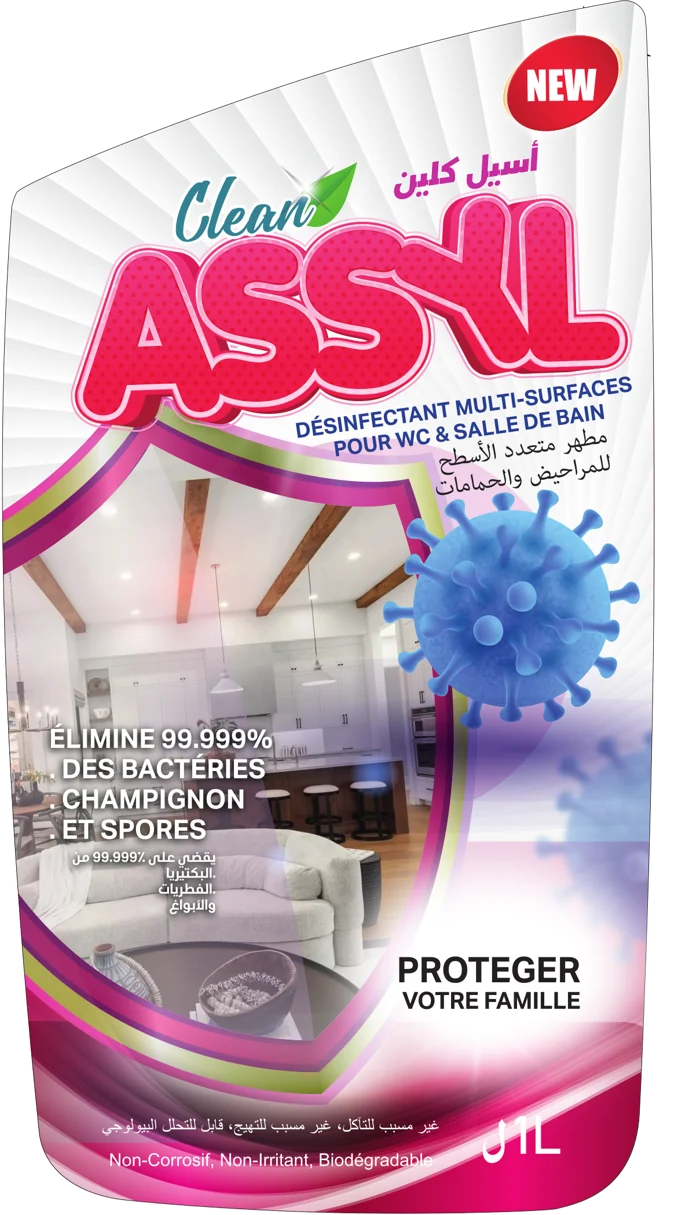 NEW
أسيل كلين
Clean
ASSYL
DÉSINFECTANT MULTI-SURFACES
POUR WC & SALLE DE BAIN
مطهر متعدد الأسطح
للمراحيض والحمامات
ÉLIMINE 99.999%
. DES BACTÉRIES
. CHAMPIGNON
. ET SPORES
يقضي على 99.999٪ من
.البكتيريا
.الفطريات
والأبواغ
PROTEGER
VOTRE FAMILLE
غير مسبب للتآكل، غير مسبب للتهيج، قابل للتحلل البيولوجي
Non-Corrosif, Non-Irritant, Biodégradable
ل 1L